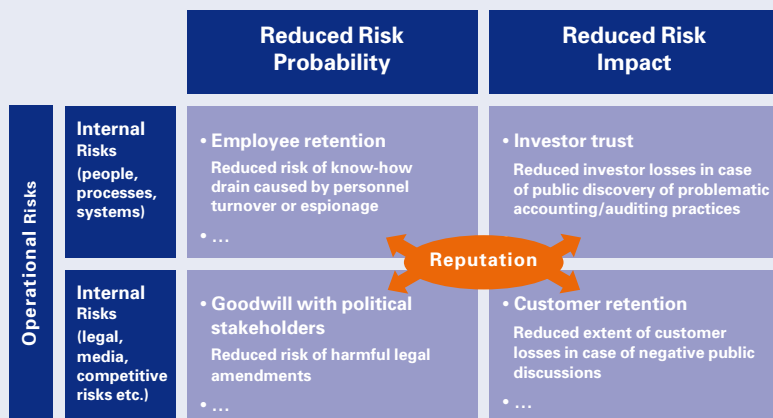 Reduced Risk
Probability
Reduced Risk
Impact
Operational Risks
Internal
Risks
(people,
processes,
systems)
• Employee retention
Reduced risk of know-how
drain caused by personnel
turnover or espionage
• ...
• Investor trust
Reduced investor losses in case
of public discovery of problematic
accounting/auditing practices
Reputation
Internal
Risks
(legal,
media,
competitive
risks etc.)
• Goodwill with political
stakeholders
Reduced risk of harmful legal
amendments
• ...
• Customer retention
Reduced extent of customer
losses in case of negative public
discussions
• ...